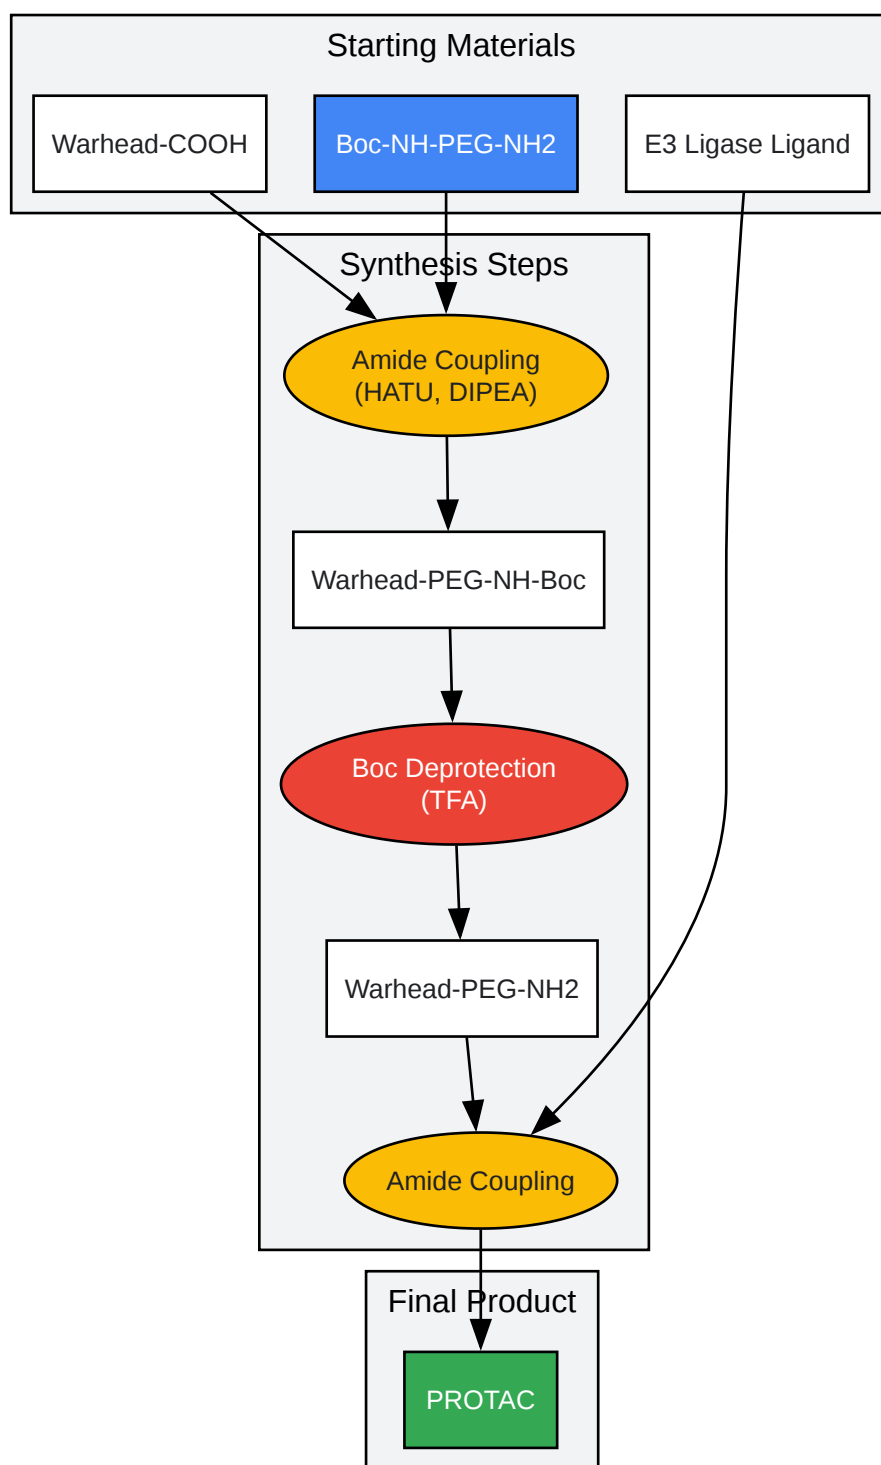 Starting Materials
Warhead-COOH
Boc-NH-PEG-NH2
E3 Ligase Ligand
Synthesis Steps
Amide Coupling
(HATU, DIPEA)
Warhead-PEG-NH-Boc
Boc Deprotection
(TFA)
Warhead-PEG-NH2
Amide Coupling
Final Product
PROTAC